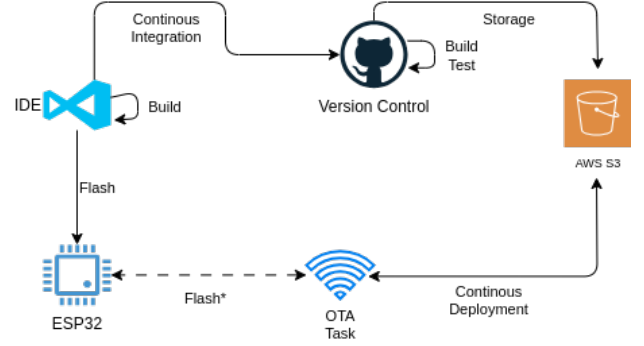 Continous
Integration
Storage
IDE
Build
Build
Test
Version Control
AWS S3
Flash
Flash*
ESP32
OTA
Task
Continous
Deployment